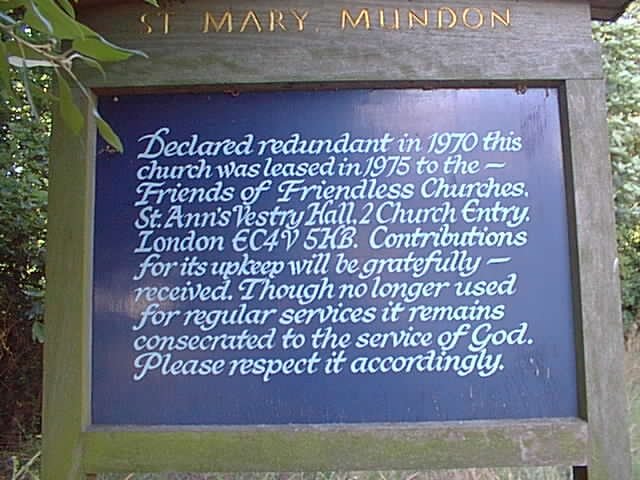 ST MARY, MUNDON
Declared redundant in 1970 this
church was leased in 1975 to the –
Friends of Friendless Churches,
St. Ann's Vestry Hall, 2 Church Entry,
London EC4V 5HB. Contributions
for its upkeep will be gratefully –
received. Though no longer used
for regular services it remains
consecrated to the service of God.
Please respect it accordingly.